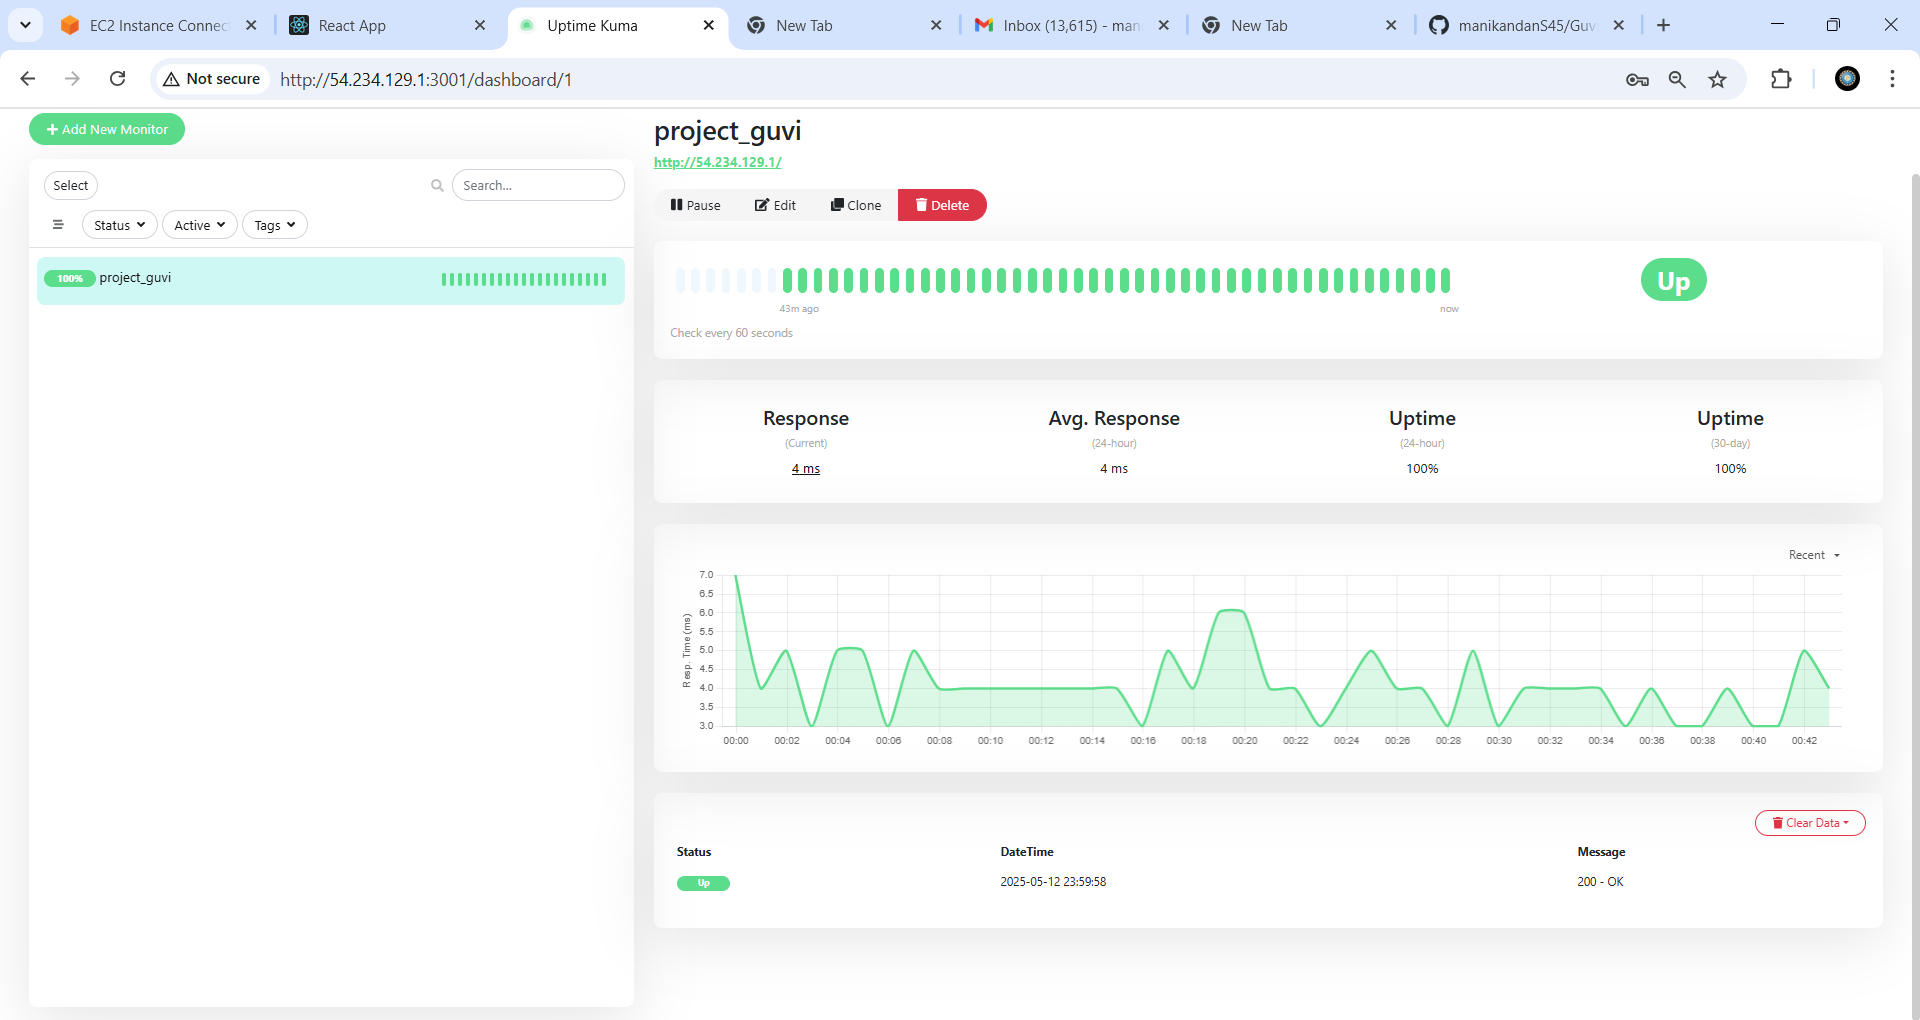 EC2 Instance Connec
React App
Uptime Kuma
New Tab
Inbox (13,615) - man
New Tab
manikandanS45/Guv
Not secure
http://54.234.129.1:3001/dashboard/1
Add New Monitor
Select
Search...
Status
Active
Tags
100%
project_guvi
project_guvi
http://54.234.129.1/
Pause
Edit
Clone
Delete
43m ago
now
Up
Check every 60 seconds
Response
(Current)
4 ms
Avg. Response
(24-hour)
4 ms
Uptime
(24-hour)
100%
Uptime
(30-day)
100%
Recent
Resp. Time (ms)
7.0
6.5
6.0
5.5
5.0
4.5
4.0
3.5
3.0
00:00 00:02 00:04 00:06 00:08 00:10 00:12 00:14 00:16 00:18 00:20 00:22 00:24 00:26 00:28 00:30 00:32 00:34 00:36 00:38 00:40 00:42
Clear Data
Status DateTime Message
Up 2025-05-12 23:59:58 200 - OK